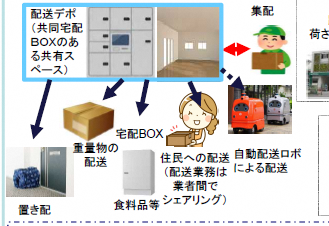 配送デポ
(共同宅配
BOXのあ
る共有ス
ペース)
集配
荷さ
重量物の
配送
宅配BOX
食料品等
住民への配送
(配送業務は
業者間で
シェアリング)
自動配送ロボ
による配送
置き配